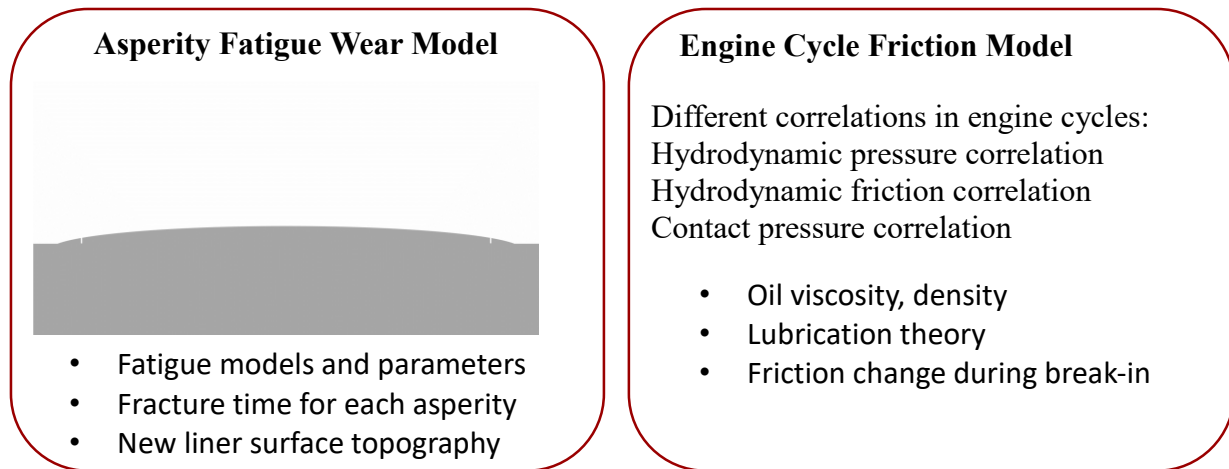 Asperity Fatigue Wear Model
• Fatigue models and parameters
• Fracture time for each asperity
• New liner surface topography
Engine Cycle Friction Model
Different correlations in engine cycles:
Hydrodynamic pressure correlation
Hydrodynamic friction correlation
Contact pressure correlation
• Oil viscosity, density
• Lubrication theory
• Friction change during break-in